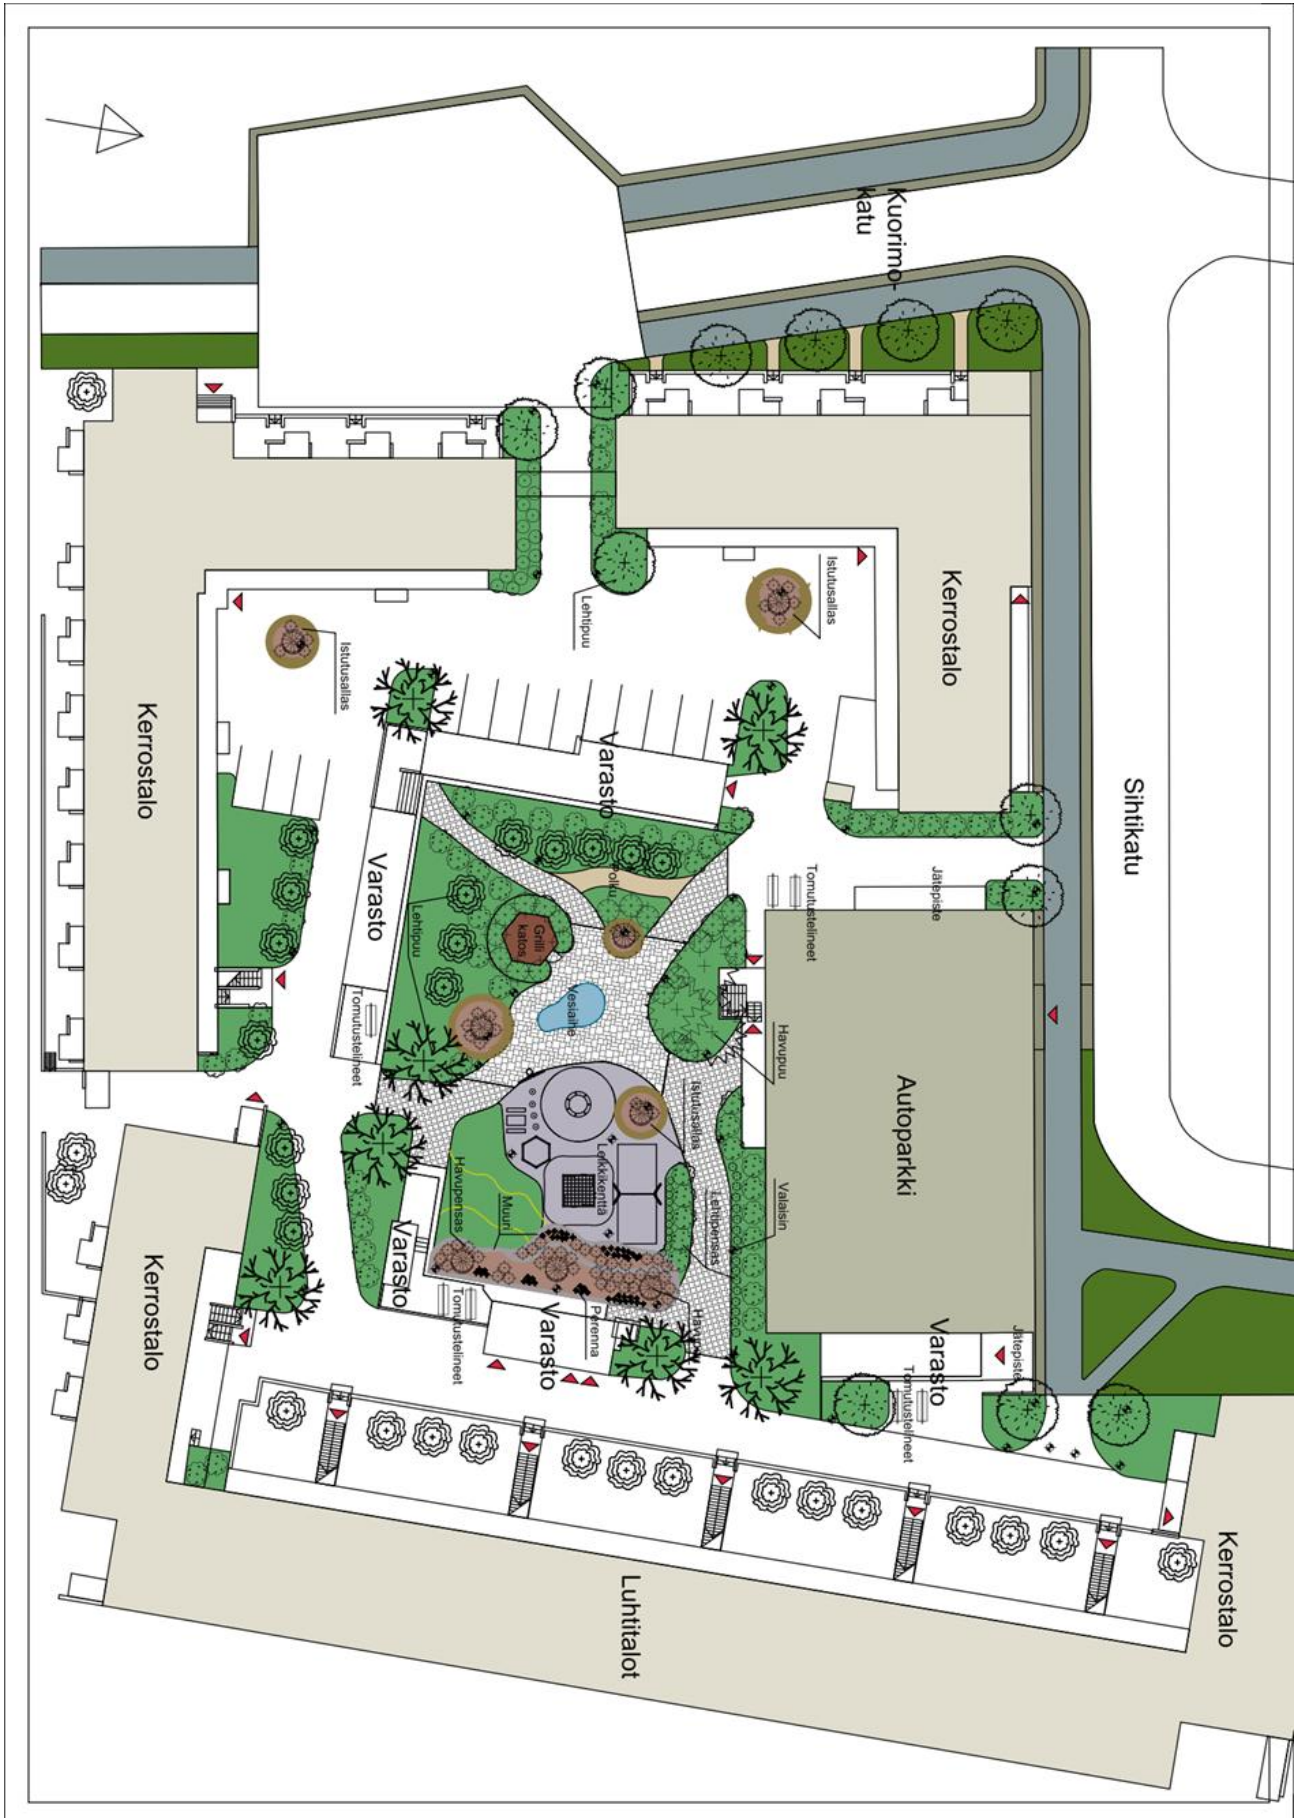 Kuorimo-
katu
Sihtikatu
Kerrostalo
Istutusallas
Lehtipuu
Istutusallas
Kerrostalo
Varasto
Varasto
Tomutustelineet
Jätepiste
Polku
Lehtipuu
Grilli
katos
Vesiaihe
Tomutustelineet
Havupuu
Autoparkki
Istutusallas
Leikkikenttä
Havupensas
Muuri
Lehtipensas
Valaisin
Varasto
Tomutustelineet
Varasto
Perenna
Varasto
Jätepiste
Tomutustelineet
Kerrostalo
Kerrostalo
Luhtitalot